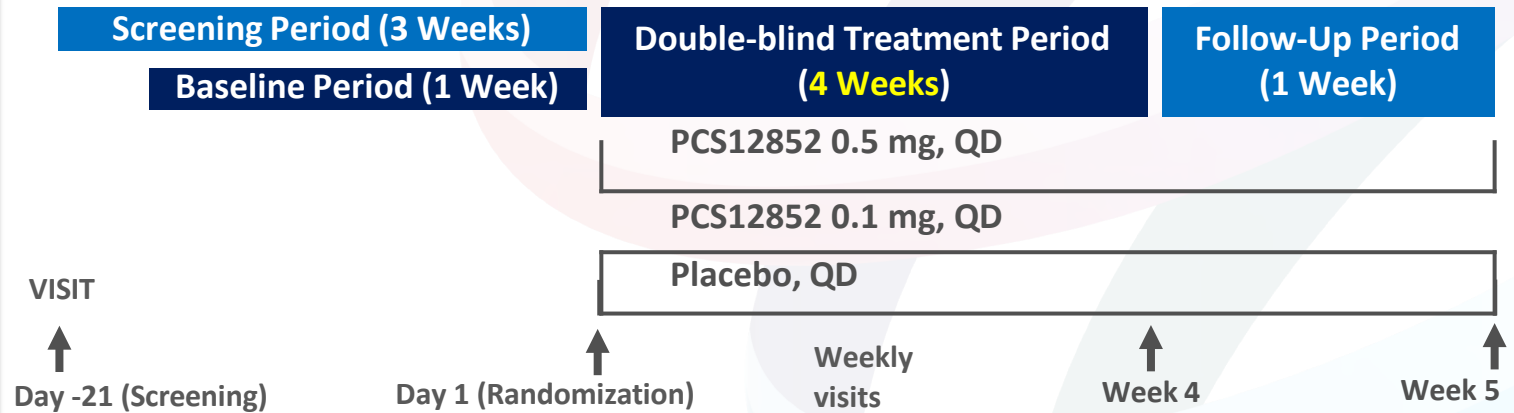 Screening Period (3 Weeks)
Baseline Period (1 Week)
Double-blind Treatment Period
(4 Weeks)
Follow-Up Period
(1 Week)
PCS12852 0.5 mg, QD
PCS12852 0.1 mg, QD
Placebo, QD
VISIT
Day -21 (Screening)
Day 1 (Randomization)
Weekly
visits
Week 4
Week 5